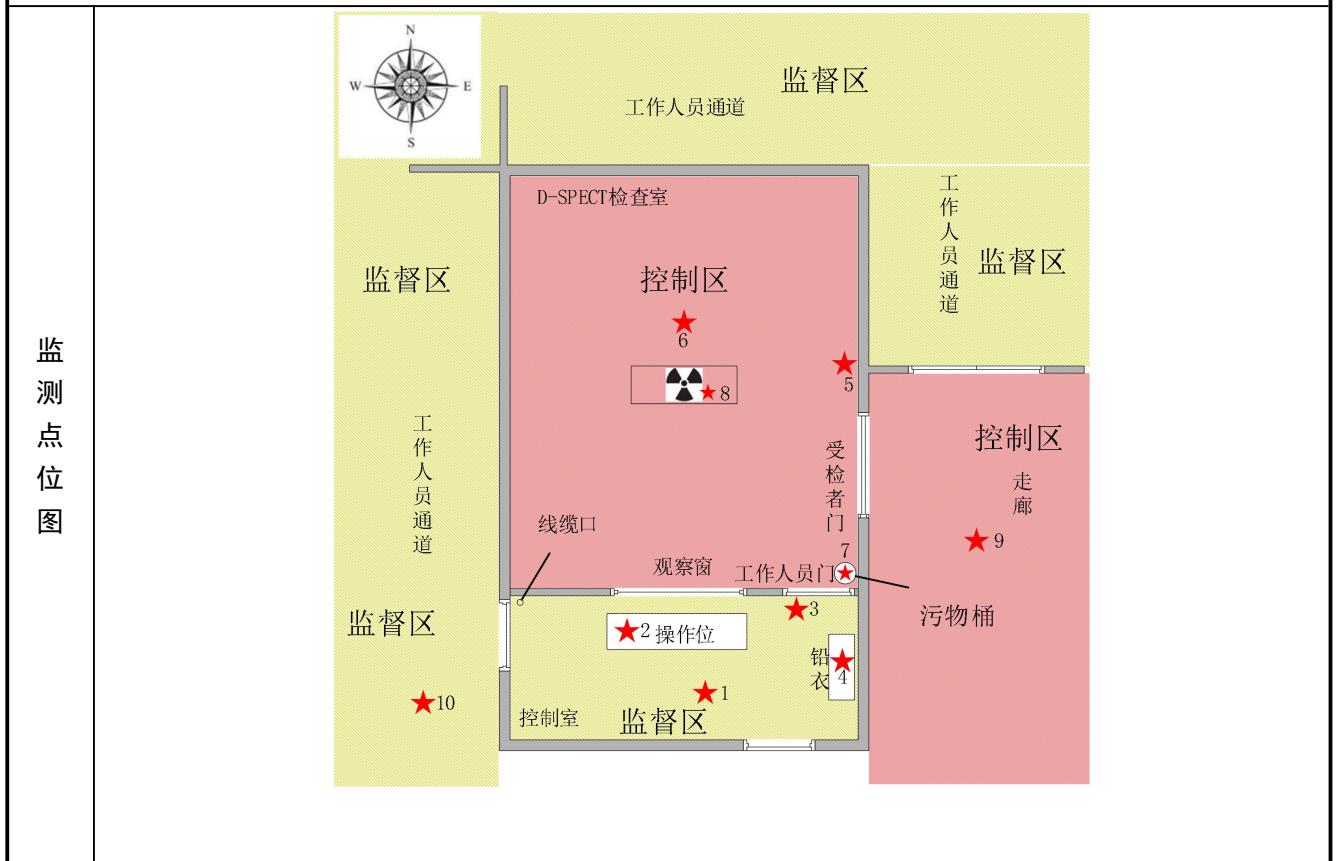 监测点位图
N
W
E
S
监督区
工作人员通道
D-SPECT检查室
工作人员通道
监督区
监督区
控制区
6
8
5
工作人员通道
受检者门
控制区
走廊
9
线缆口
观察窗
工作人员门
7
污物桶
监督区
10
2
操作位
3
铅衣
4
1
控制室
监督区